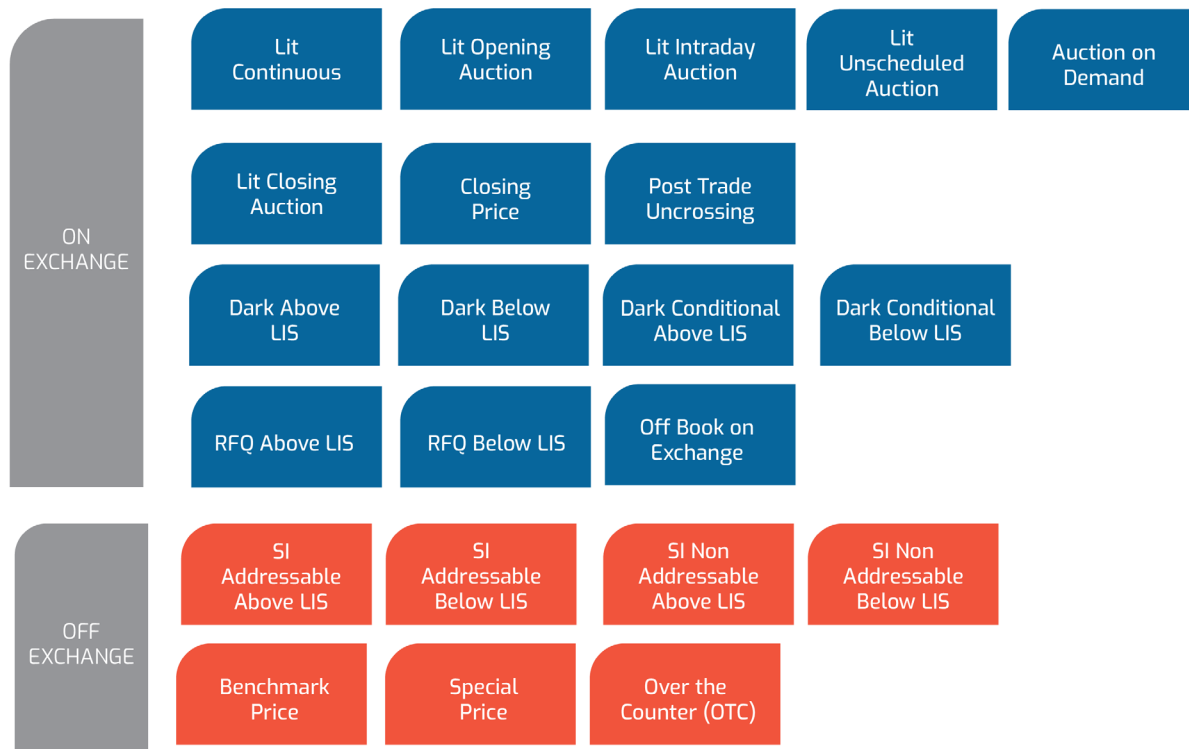 ON
EXCHANGE
Lit
Continuous
Lit Opening
Auction
Lit Intraday
Auction
Lit
Unscheduled
Auction
Auction on
Demand
Lit Closing
Auction
Closing
Price
Post Trade
Uncrossing
Dark Above
LIS
Dark Below
LIS
Dark Conditional
Above LIS
Dark Conditional
Below LIS
RFQ Above LIS
RFQ Below LIS
Off Book on
Exchange
OFF
EXCHANGE
SI
Addressable
Above LIS
SI
Addressable
Below LIS
SI Non
Addressable
Above LIS
SI Non
Addressable
Below LIS
Benchmark
Price
Special
Price
Over the
Counter (OTC)